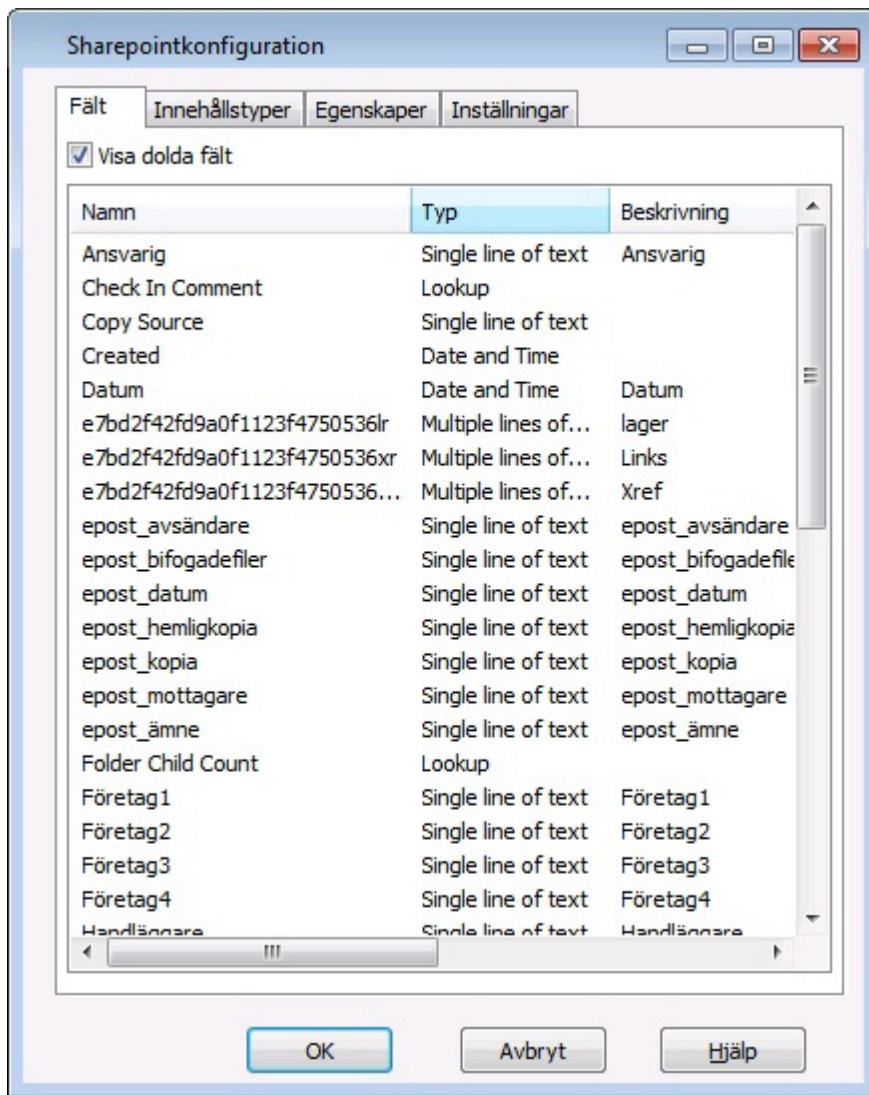 Sharepointkonfiguration
Fält Innehållstyper Egenskaper Inställningar
Visa dolda fält
Namn Typ Beskrivning
Ansvarig Single line of text Ansvarig
Check In Comment Lookup
Copy Source Single line of text
Created Date and Time
Datum Date and Time Datum
e7bd2f42fd9a0f1123f4750536lr Multiple lines of... lager
e7bd2f42fd9a0f1123f4750536xr Multiple lines of... Links
e7bd2f42fd9a0f1123f4750536... Multiple lines of... Xref
epost_avsändare Single line of text epost_avsändare
epost_bifogadefiler Single line of text epost_bifogadefile
epost_datum Single line of text epost_datum
epost_hemligkopia Single line of text epost_hemligkopia
epost_kopia Single line of text epost_kopia
epost_mottagare Single line of text epost_mottagare
epost_ämne Single line of text epost_ämne
Folder Child Count Lookup
Företag1 Single line of text Företag1
Företag2 Single line of text Företag2
Företag3 Single line of text Företag3
Företag4 Single line of text Företag4
Handläggare Single line of text Handläggare
OK Avbryt Hjälp